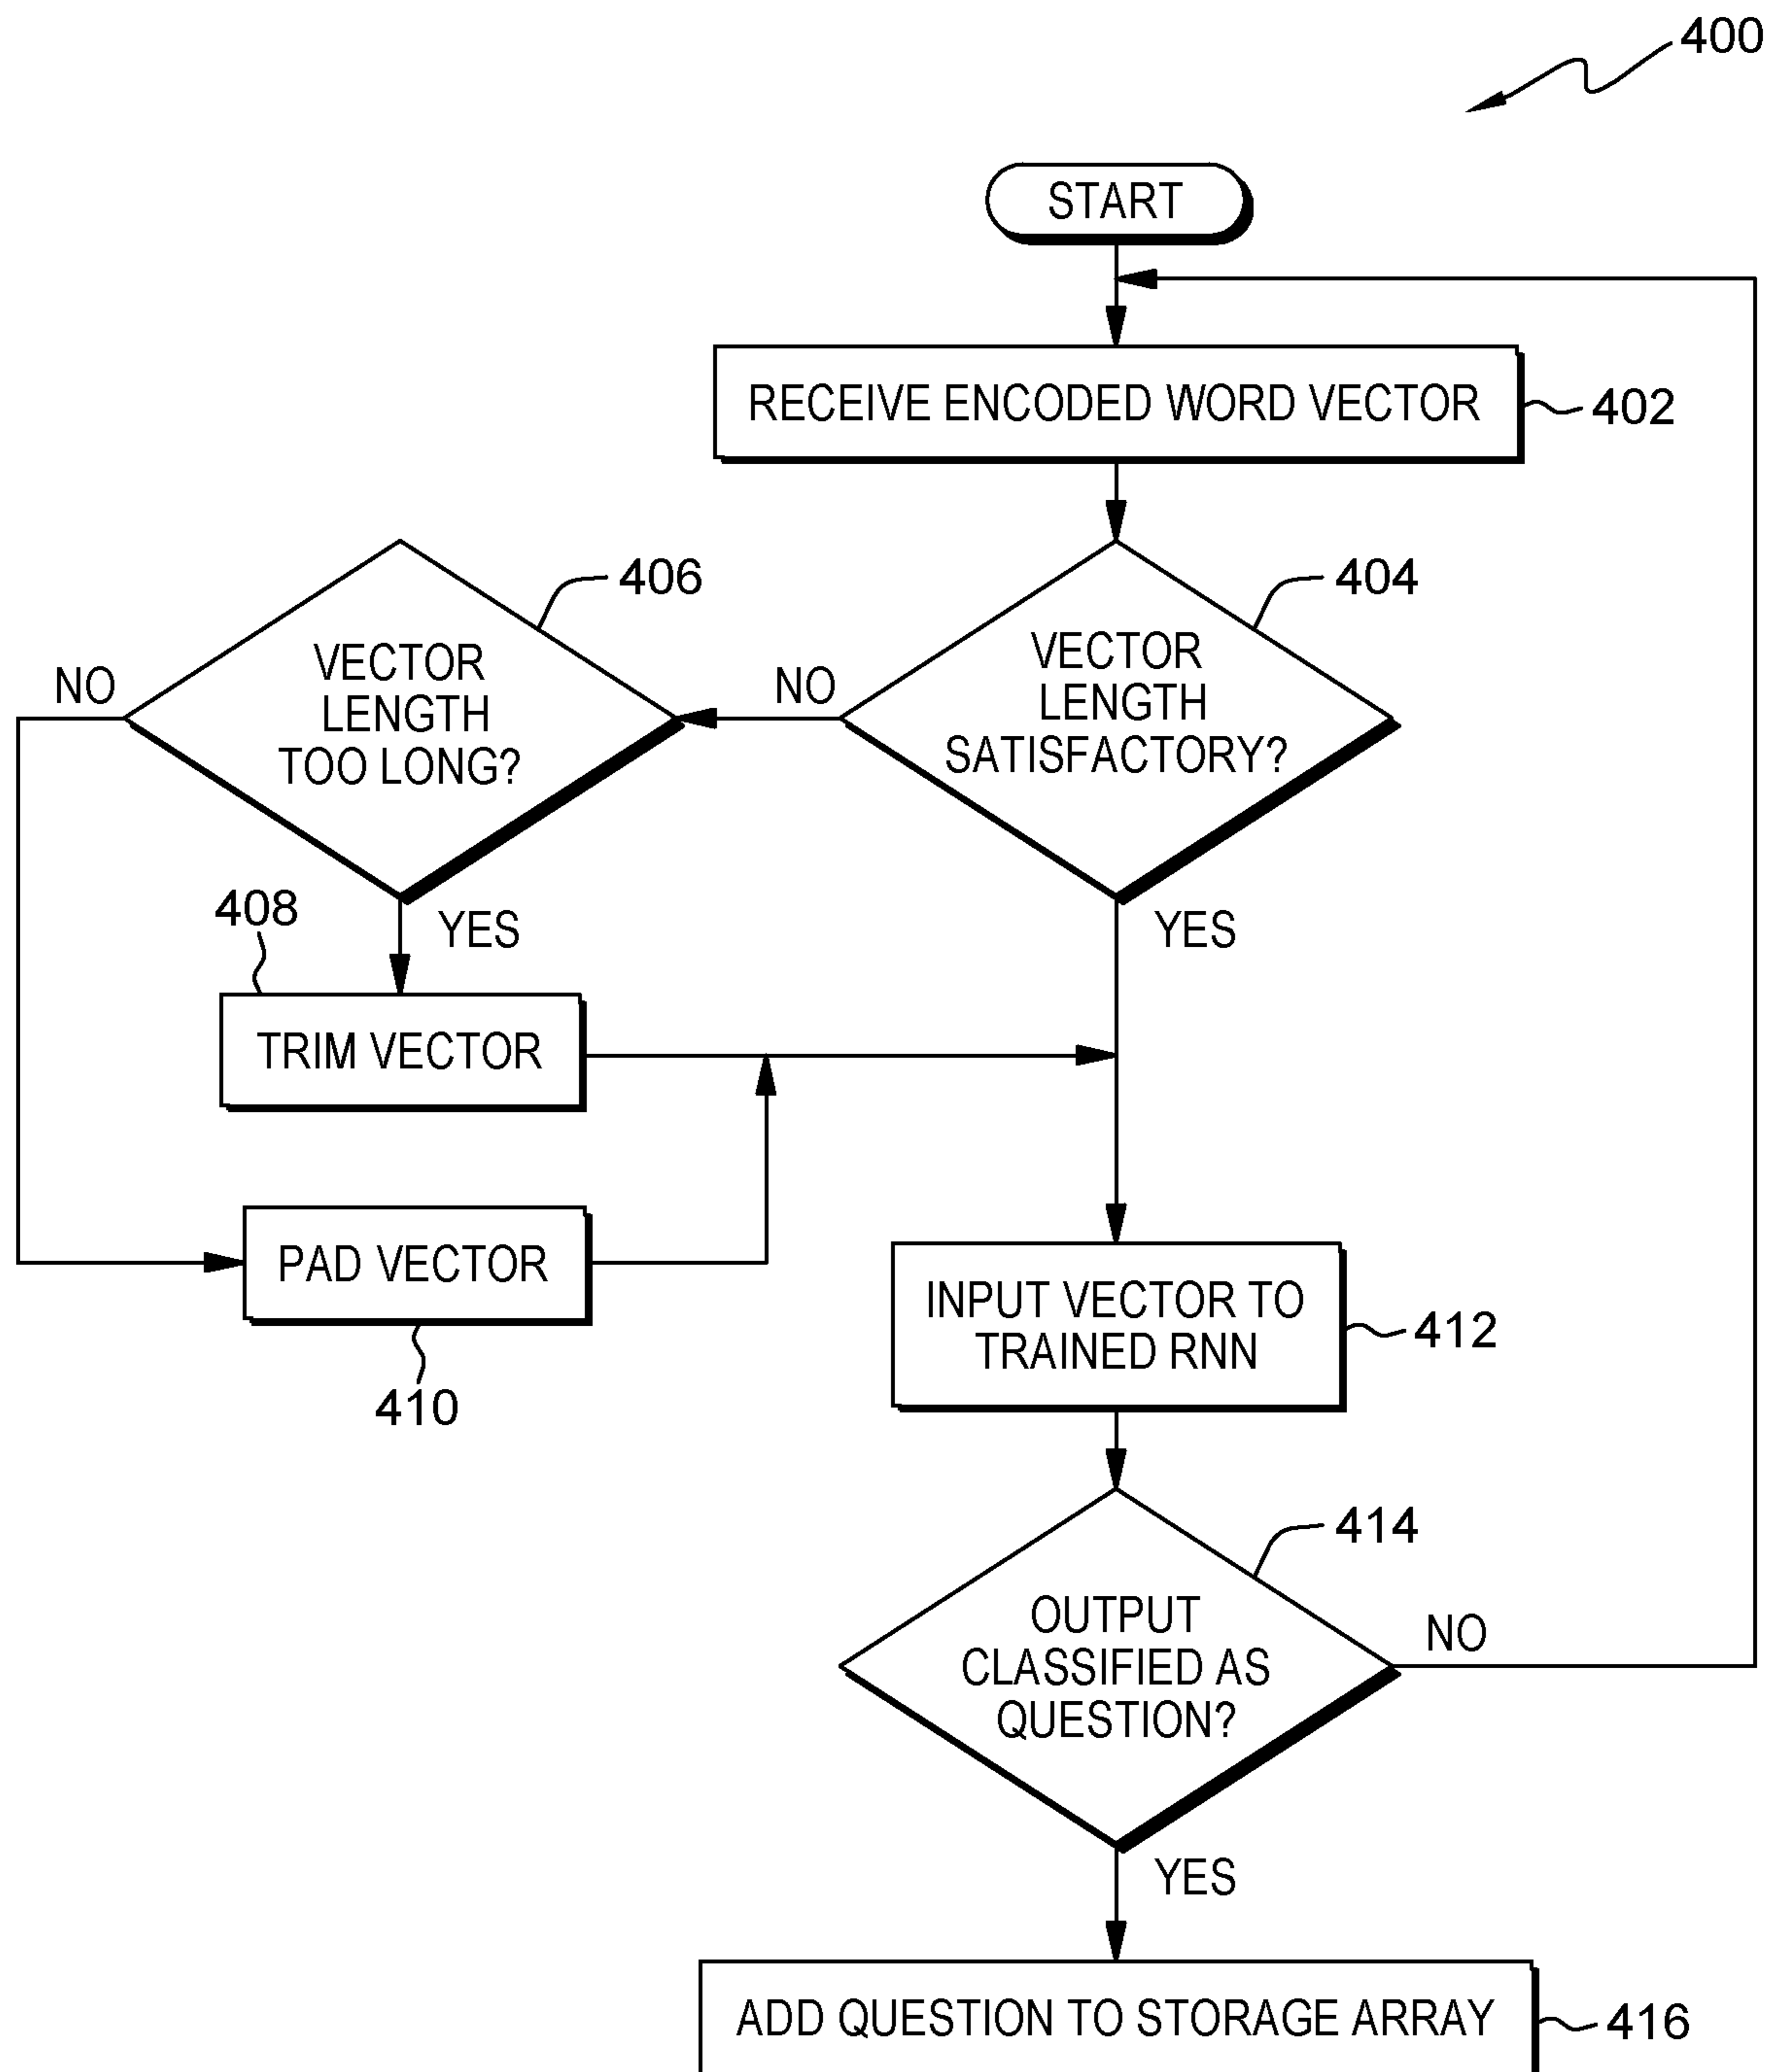 400
START
RECEIVE ENCODED WORD VECTOR
402
406
VECTOR
LENGTH
TOO LONG?
NO
YES
404
VECTOR
LENGTH
SATISFACTORY?
NO
YES
408
TRIM VECTOR
PAD VECTOR
410
INPUT VECTOR TO
TRAINED RNN
412
414
OUTPUT
CLASSIFIED AS
QUESTION?
NO
YES
ADD QUESTION TO STORAGE ARRAY
416